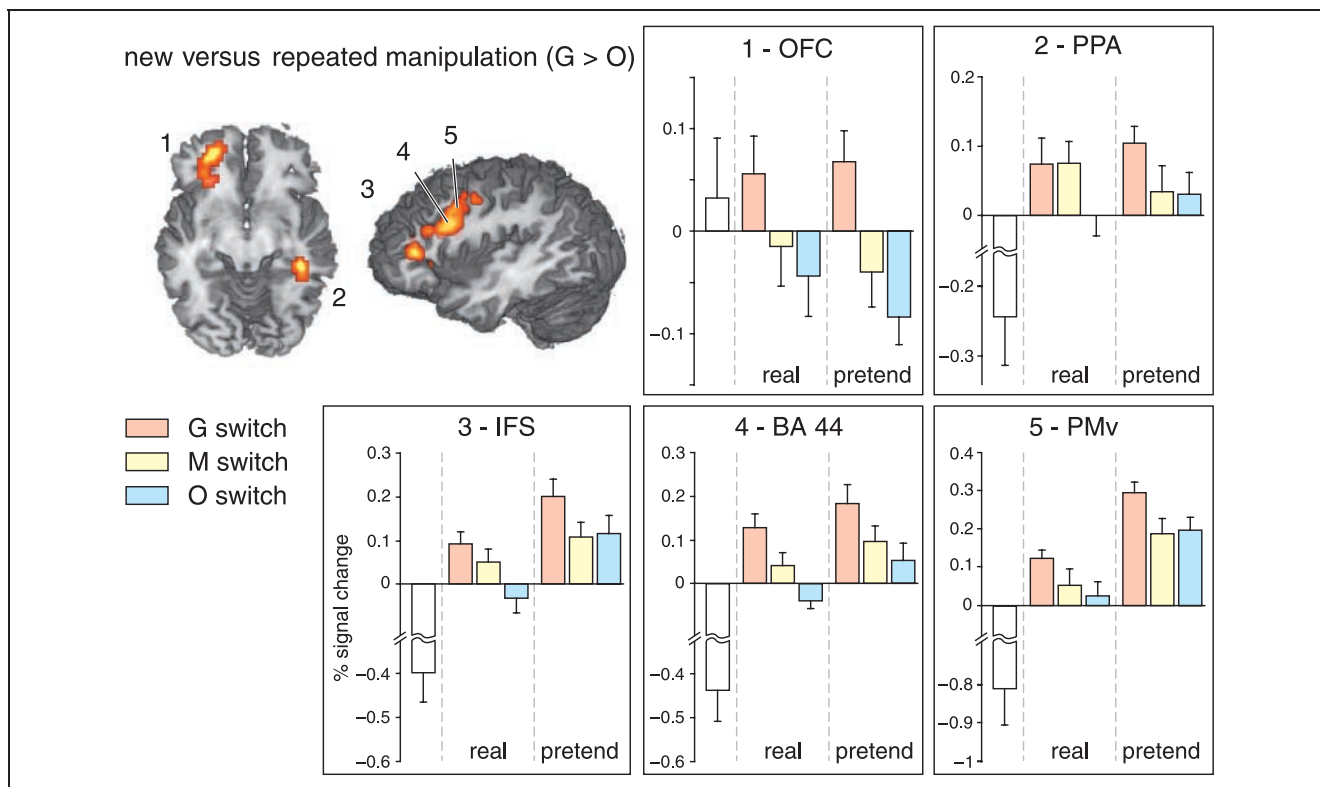 new versus repeated manipulation (G > O)
1
2
3
4
5
G switch
M switch
O switch
1 - OFC
0.1
0
−0.1
real pretend
2 - PPA
0.2
0.1
0
−0.2
−0.3
real pretend
3 - IFS
% signal change
0.3
0.2
0.1
0
−0.4
−0.5
−0.6
real pretend
4 - BA 44
0.3
0.2
0.1
0
−0.4
−0.5
−0.6
real pretend
5 - PMv
0.4
0.3
0.2
0.1
0
−0.8
−0.9
−1
real pretend